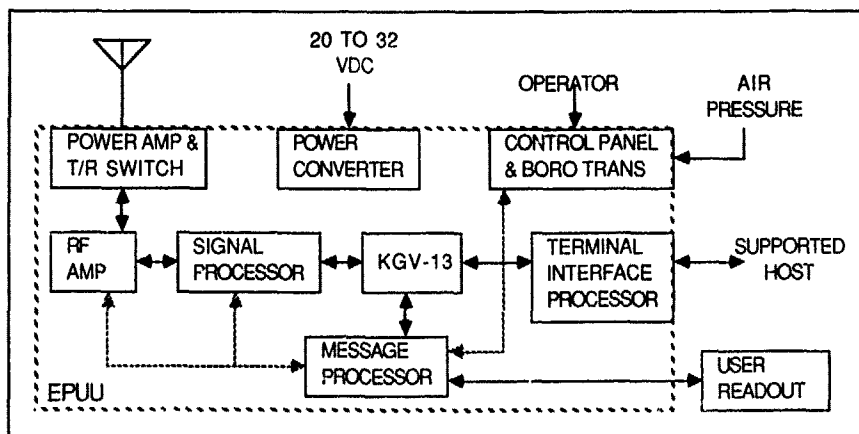 20 TO 32
VDC
OPERATOR
AIR
PRESSURE
POWER AMP &
T/R SWITCH
POWER
CONVERTER
CONTROL PANEL
& BORO TRANS
RF
AMP
SIGNAL
PROCESSOR
KGV-13
TERMINAL
INTERFACE
PROCESSOR
SUPPORTED
HOST
MESSAGE
PROCESSOR
USER
READOUT
EPUU